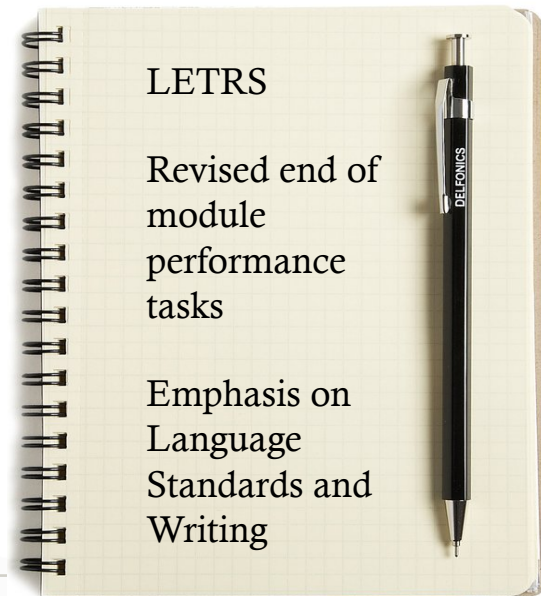 LETRS
Revised end of
module
performance
tasks
Emphasis on
Language
Standards and
Writing
DELFONICS